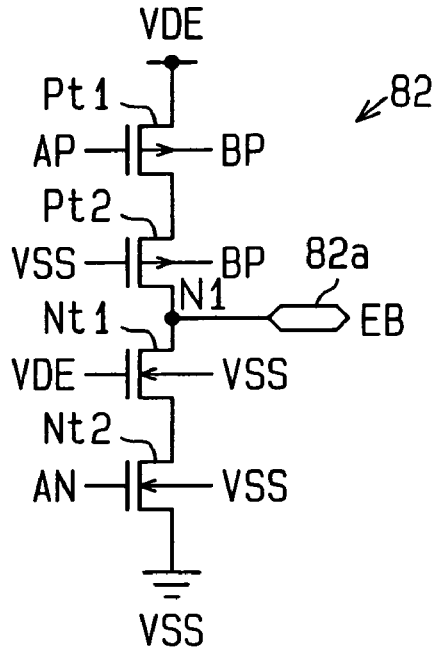 VDE
82
Pt1
AP BP
Pt2
VSS BP
82a
N1
EB
Nt1
VDE VSS
Nt2
AN VSS
VSS